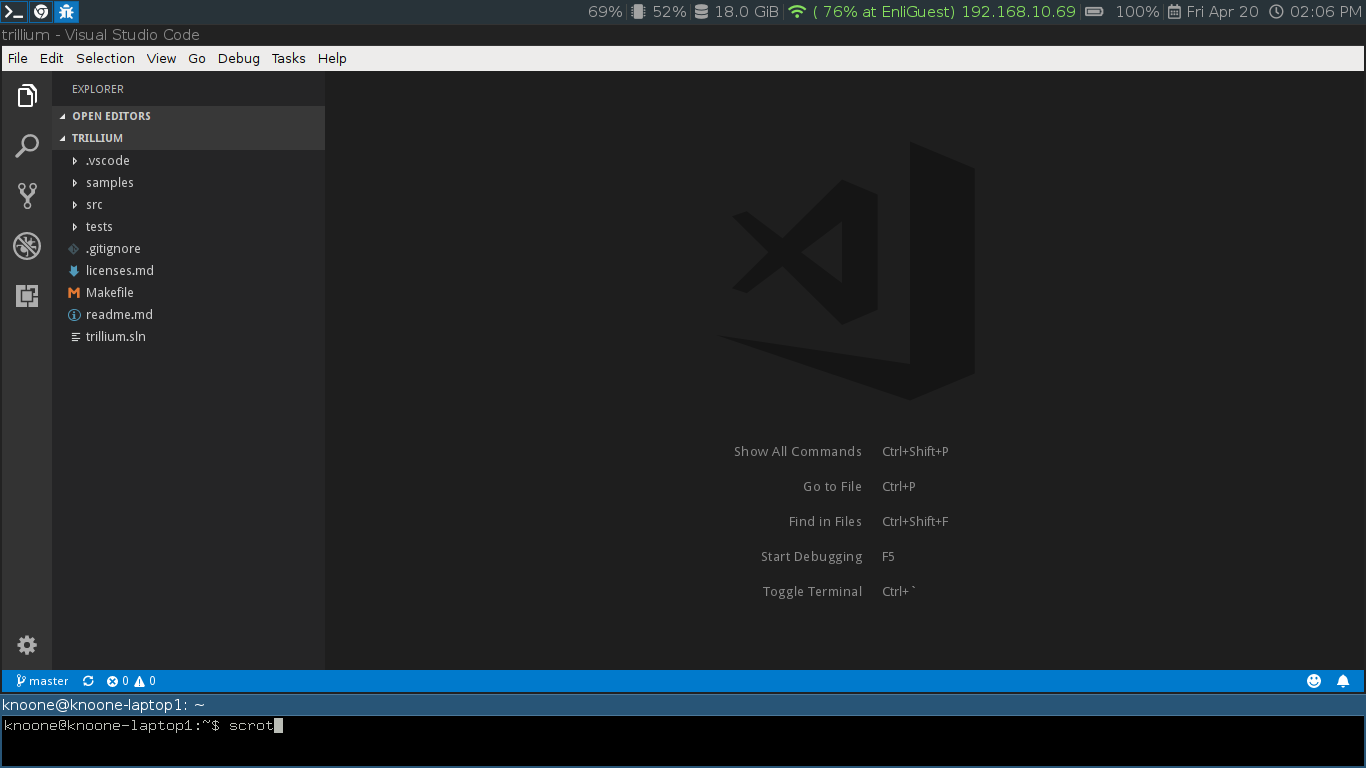 69% 52% 18.0 GiB ( 76% at EnliGuest) 192.168.10.69 100% Fri Apr 20 02:06 PM
trillium - Visual Studio Code
File Edit Selection View Go Debug Tasks Help
EXPLORER
OPEN EDITORS
TRILLIUM
.vscode
samples
src
tests
.gitignore
licenses.md
Makefile
readme.md
trillium.sln
Show All Commands Ctrl+Shift+P
Go to File Ctrl+P
Find in Files Ctrl+Shift+F
Start Debugging F5
Toggle Terminal Ctrl+`
master 0 0
knoone@knoone-laptop1: ~
knoone@knoone-laptop1:~$ scrot